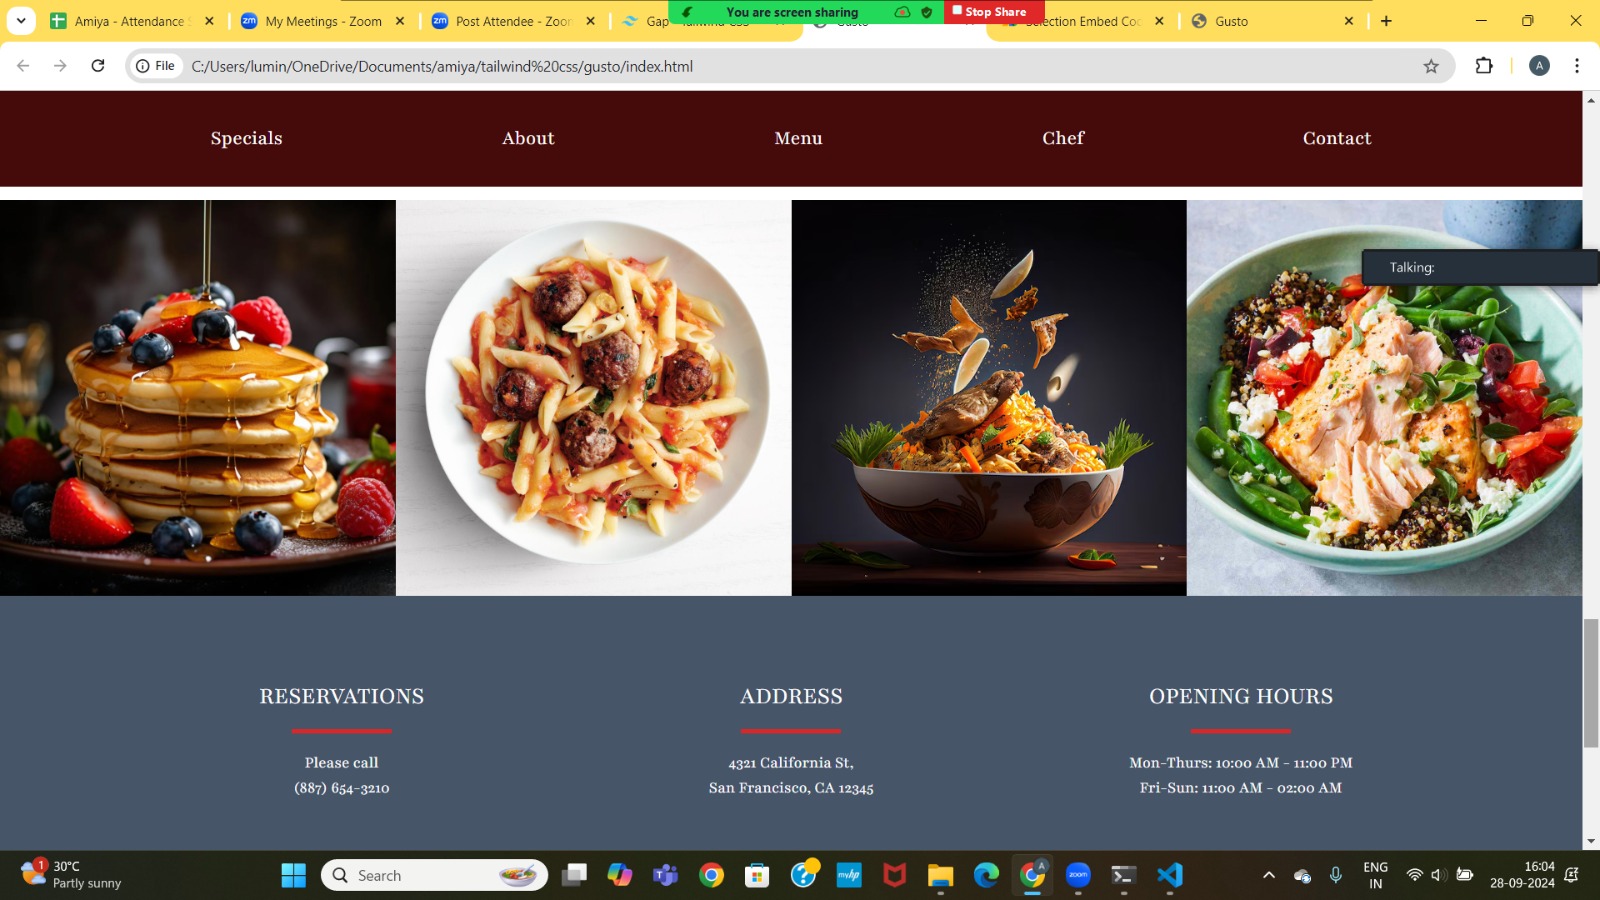 Amiya - Attendance
My Meetings - Zoom
Post Attendee - Zoom
Gap
You are screen sharing
Stop Share
Selection Embed
Gusto
File
C:/Users/lumin/OneDrive/Documents/amiya/tailwind%20css/gusto/index.html
A
Specials
About
Menu
Chef
Contact
Talking:
RESERVATIONS
ADDRESS
OPENING HOURS
Please call
(887) 654-3210
4321 California St,
San Francisco, CA 12345
Mon-Thurs: 10:00 AM - 11:00 PM
Fri-Sun: 11:00 AM - 02:00 AM
1
30°C
Partly sunny
Search
myhp
zoom
ENG
IN
16:04
28-09-2024